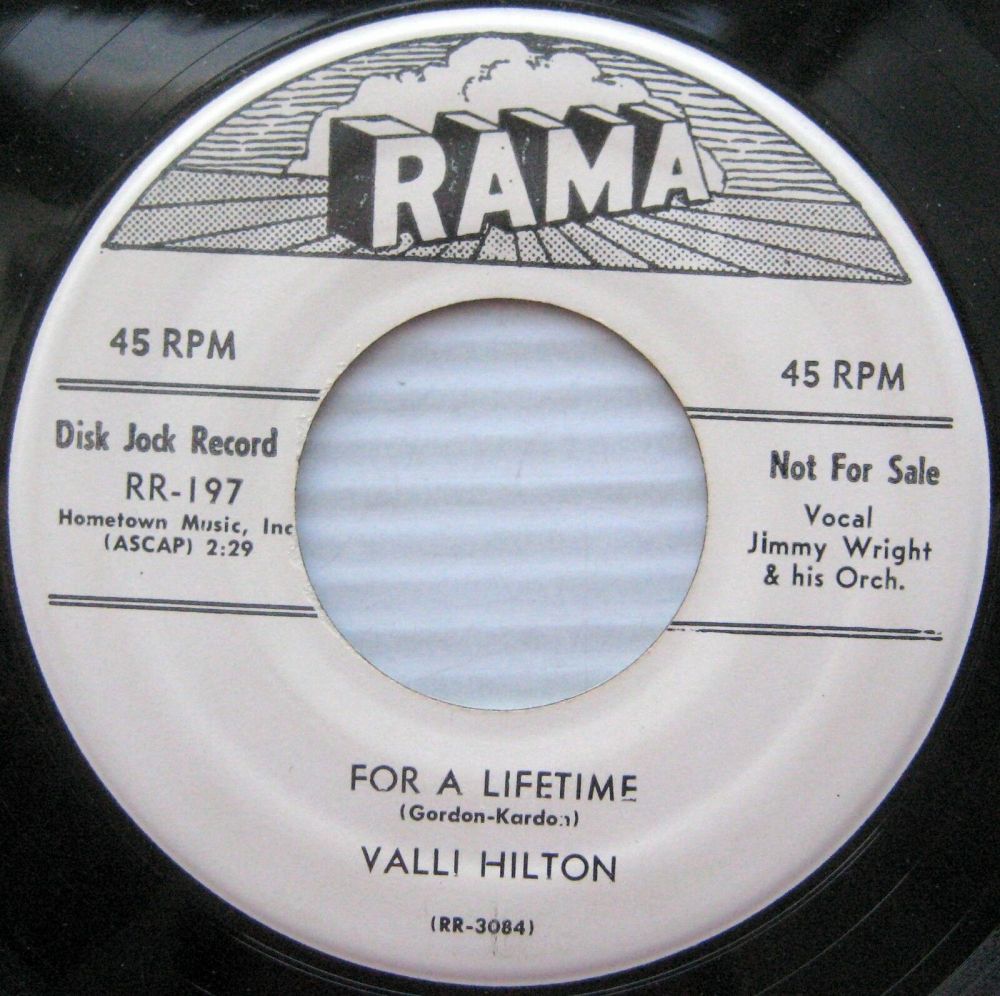 RAMA
45 RPM
Disk Jock Record
RR-197
Hometown Music, Inc
(ASCAP) 2:29
45 RPM
Not For Sale
Vocal
Jimmy Wright
& his Orch.
FOR A LIFETIME
(Gordon-Kardon)
VALLI HILTON
(RR-3084)